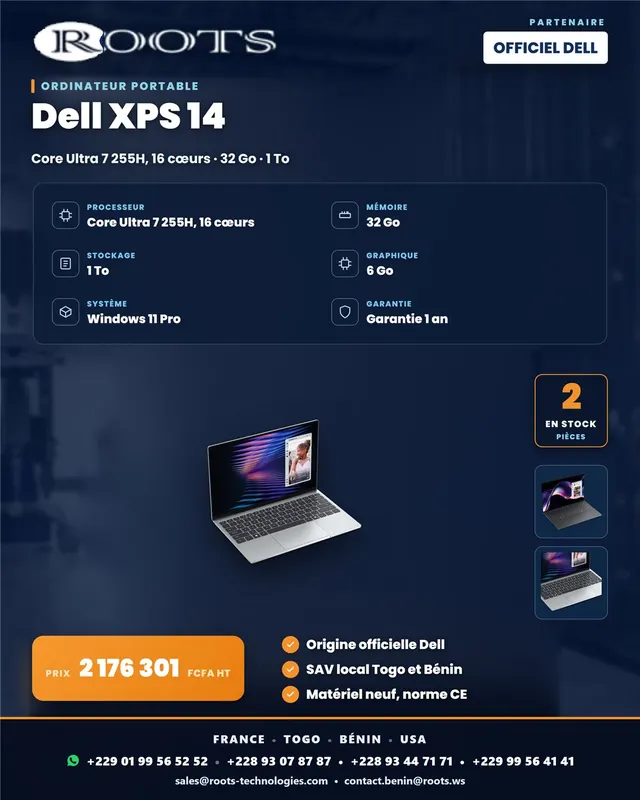 ROOTS
PARTENAIRE
OFFICIEL DELL
ORDINATEUR PORTABLE
Dell XPS 14
Core Ultra 7 255H, 16 cœurs · 32 Go · 1 To
PROCESSEUR
Core Ultra 7 255H, 16 cœurs
MÉMOIRE
32 Go
STOCKAGE
1 To
GRAPHIQUE
6 Go
SYSTÈME
Windows 11 Pro
GARANTIE
Garantie 1 an
2
EN STOCK
PIÈCES
PRIX 2 176 301 FCFA HT
Origine officielle Dell
SAV local Togo et Bénin
Matériel neuf, norme CE
FRANCE • TOGO • BÉNIN • USA
+229 01 99 56 52 52 • +228 93 07 87 87 • +228 93 44 71 71 • +229 99 56 41 41
sales@roots-technologies.com • contact.benin@roots.ws